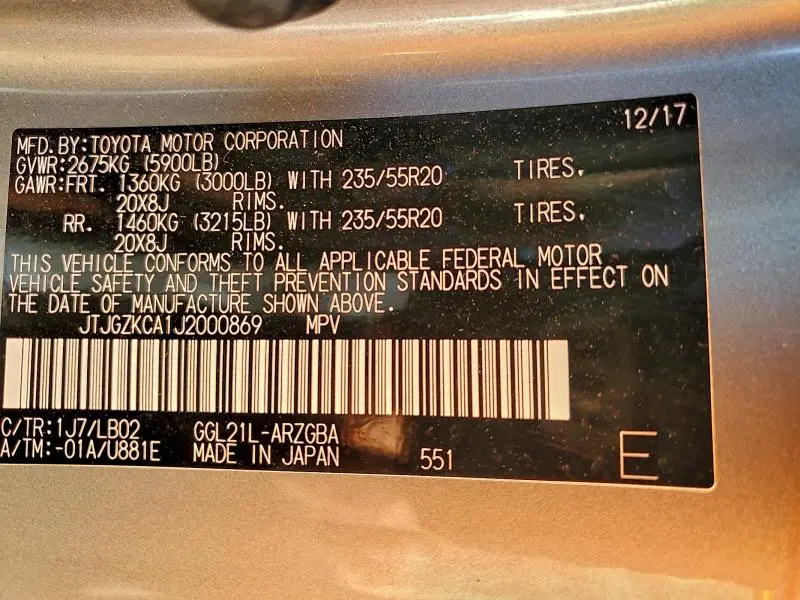 12/17
MFD. BY: TOYOTA MOTOR CORPORATION
GVWR: 2675KG (5900LB)
GAWR: FRT. 1360KG (3000LB) WITH 235/55R20 TIRES.
20X8J RIMS.
RR. 1460KG (3215LB) WITH 235/55R20 TIRES.
20X8J RIMS.
THIS VEHICLE CONFORMS TO ALL APPLICABLE FEDERAL MOTOR
VEHICLE SAFETY AND THEFT PREVENTION STANDARDS IN EFFECT ON
THE DATE OF MANUFACTURE SHOWN ABOVE.
JTJGZKCA1J2000869 MPV
C/TR: 1J7/LB02 GGL21L-ARZGBA
A/TM: -01A/U881E MADE IN JAPAN 551 E